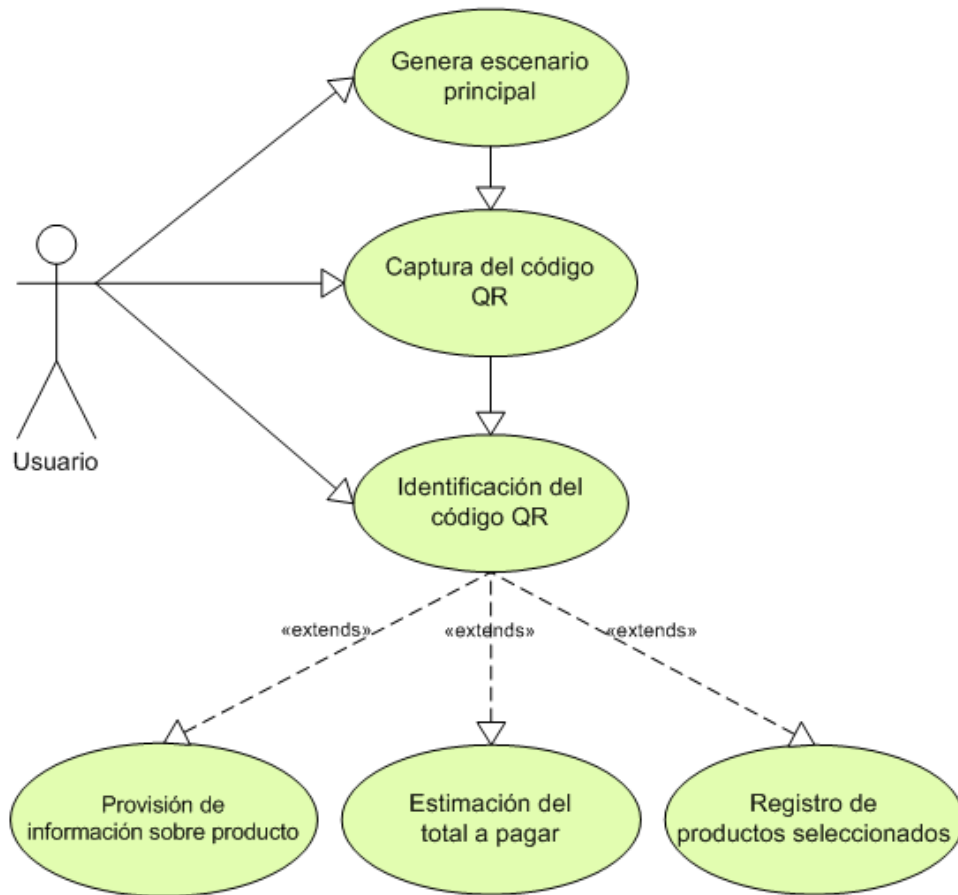 Genera escenario
principal
Captura del código
QR
Usuario
Identificación del
código QR
«extends»
«extends»
«extends»
Provisión de
información sobre producto
Estimación del
total a pagar
Registro de
productos seleccionados